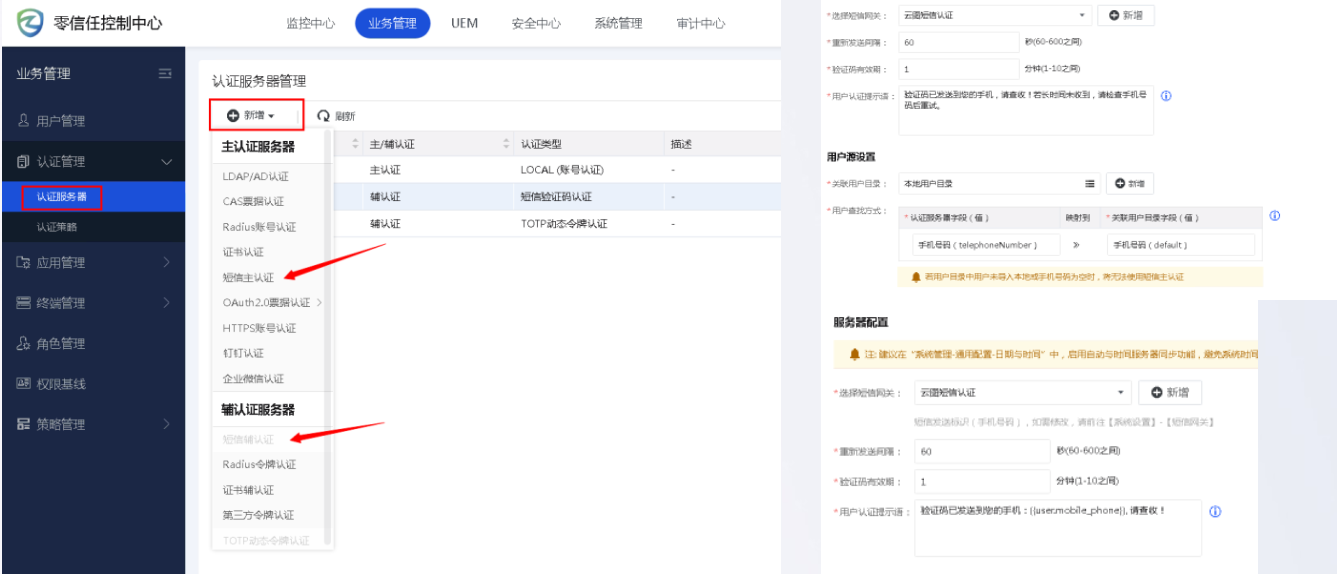 零信任控制中心
监控中心 业务管理 UEM 安全中心 系统管理 审计中心
业务管理
用户管理
认证管理
认证服务器
认证策略
应用管理
终端管理
角色管理
权限基线
策略管理
认证服务器管理
新增 刷新
主/辅认证 认证类型 描述
主认证 LOCAL (账号认证) -
辅认证 短信验证码认证 -
辅认证 TOTP动态令牌认证 -
主认证服务器
LDAP/AD认证
CAS票据认证
Radius账号认证
证书认证
短信主认证
OAuth2.0票据认证 >
HTTPS账号认证
钉钉认证
企业微信认证
辅认证服务器
短信辅认证
Radius令牌认证
证书辅认证
第三方令牌认证
TOTP动态令牌认证
*选择短信网关： 云图短信认证 新增
*重新发送间隔： 60 秒(60-600之间)
*验证码有效期： 1 分钟(1-10之间)
*用户认证提示语： 验证码已发送到您的手机，请查收！若长时间未收到，请检查手机号
码后重试。
用户源设置
*关联用户目录： 本地用户目录 新增
*用户查找方式： *认证服务器字段（值） 映射到 *关联用户目录字段（值）
手机号码（telephoneNumber） » 手机号码（default）
若用户目录中用户未导入本地或手机号码为空时，将无法使用短信主认证
服务器配置
注: 建议在 “系统管理-通用配置-日期与时间” 中，启用自动与时间服务器同步功能，避免系统时间
*选择短信网关： 云图短信认证 新增
短信发送标识（手机号码），如需修改，请前往【系统设置】-【短信网关】
*重新发送间隔： 60 秒(60-600之间)
*验证码有效期： 1 分钟(1-10之间)
*用户认证提示语： 验证码已发送到您的手机：{{user.mobile_phone}}, 请查收！